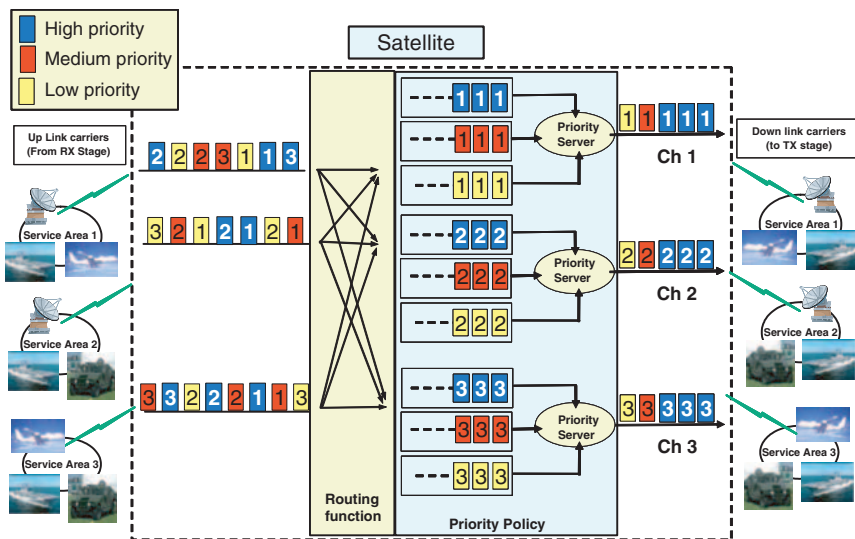 High priority
Medium priority
Low priority
Satellite
Up Link carriers
(From RX Stage)
Down link carriers
(to TX stage)
2 2 2 3 1 1 3
3 2 1 2 1 2 1
3 3 2 2 2 1 1 3
Service Area 1
Service Area 2
Service Area 3
Routing
function
1 1 1
1 1 1
1 1 1
Priority
Server
1 1 1 1 1
Ch 1
2 2 2
2 2 2
2 2 2
Priority
Server
2 2 2 2 2
Ch 2
3 3 3
3 3 3
3 3 3
Priority
Server
3 3 3 3 3
Ch 3
Priority Policy
Service Area 1
Service Area 2
Service Area 3